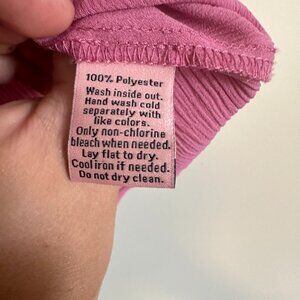 100% Polyester
Wash inside out.
Hand wash cold
separately with
like colors.
Only non-chlorine
bleach when needed.
Lay flat to dry.
Cool iron if needed.
Do not dry clean.